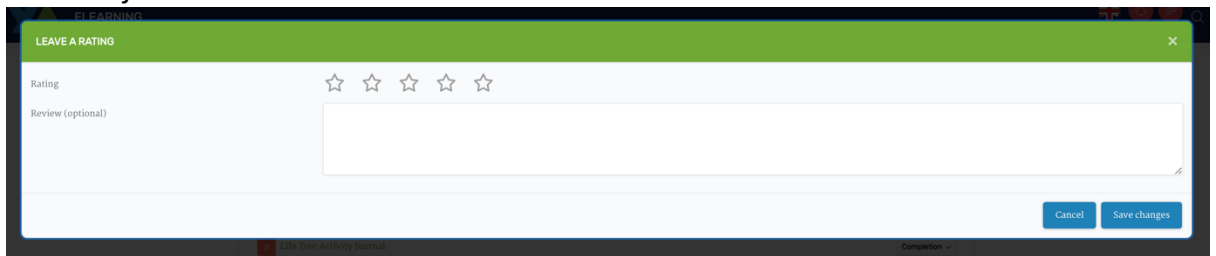 ELEARNING
LEAVE A RATING
Rating
Review (optional)
Cancel Save changes
Life Tree Activity Journal Completion